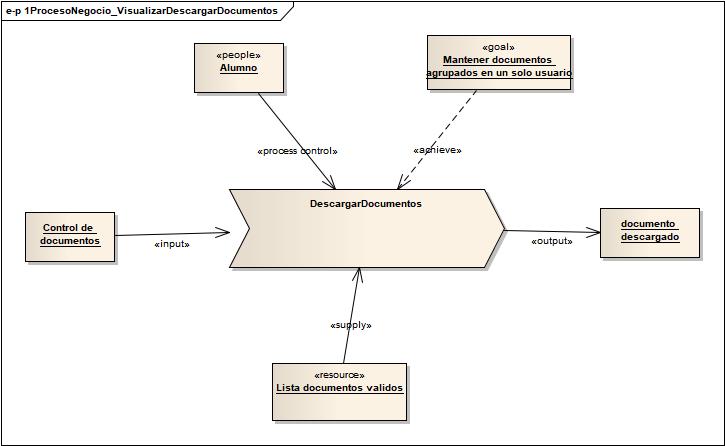 e-p 1ProcesoNegocio_VisualizarDescargarDocumentos
«people»
Alumno
«goal»
Mantener documentos
agrupados en un solo usuario
«process control»
«achieve»
DescargarDocumentos
Control de
documentos
«input»
«output»
documento
descargado
«supply»
«resource»
Lista documentos validos